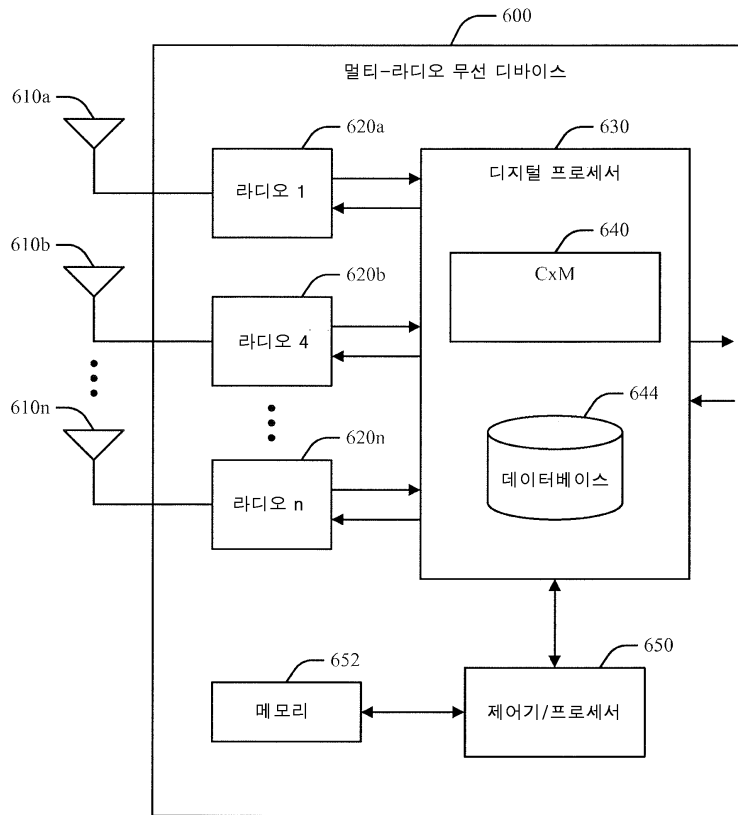 600
멀티-라디오 무선 디바이스
610a
620a
630
라디오 1
디지털 프로세서
610b
620b
640
CxM
라디오 4
610n
620n
644
라디오 n
데이터베이스
652
650
메모리
제어기/프로세서